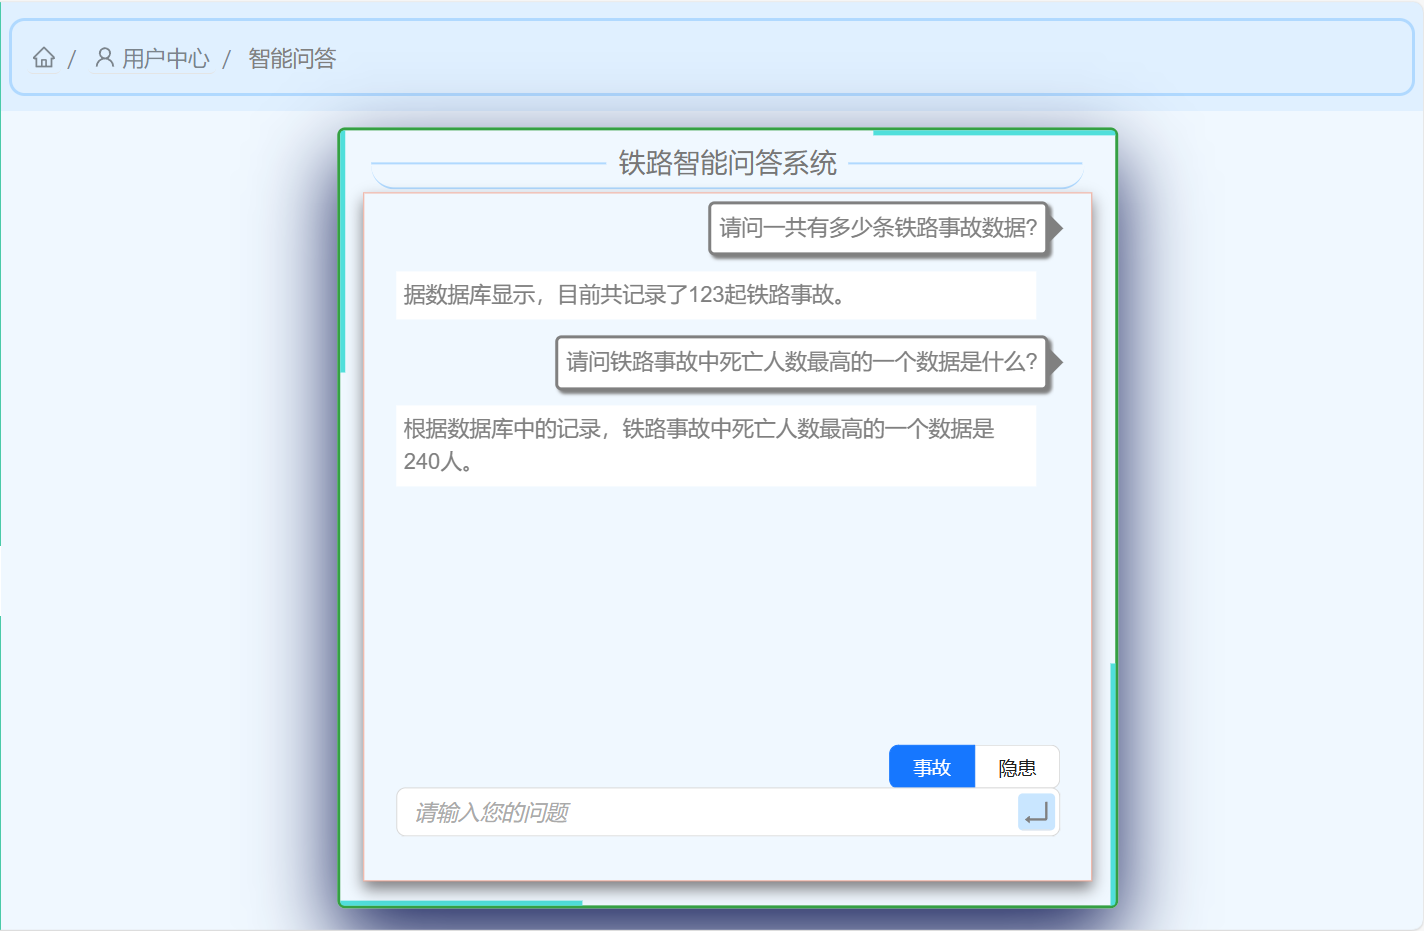 / 用户中心 / 智能问答
铁路智能问答系统
请问一共有多少条铁路事故数据?
据数据库显示，目前共记录了123起铁路事故。
请问铁路事故中死亡人数最高的一个数据是什么?
根据数据库中的记录，铁路事故中死亡人数最高的一个数据是
240人。
事故 隐患
请输入您的问题